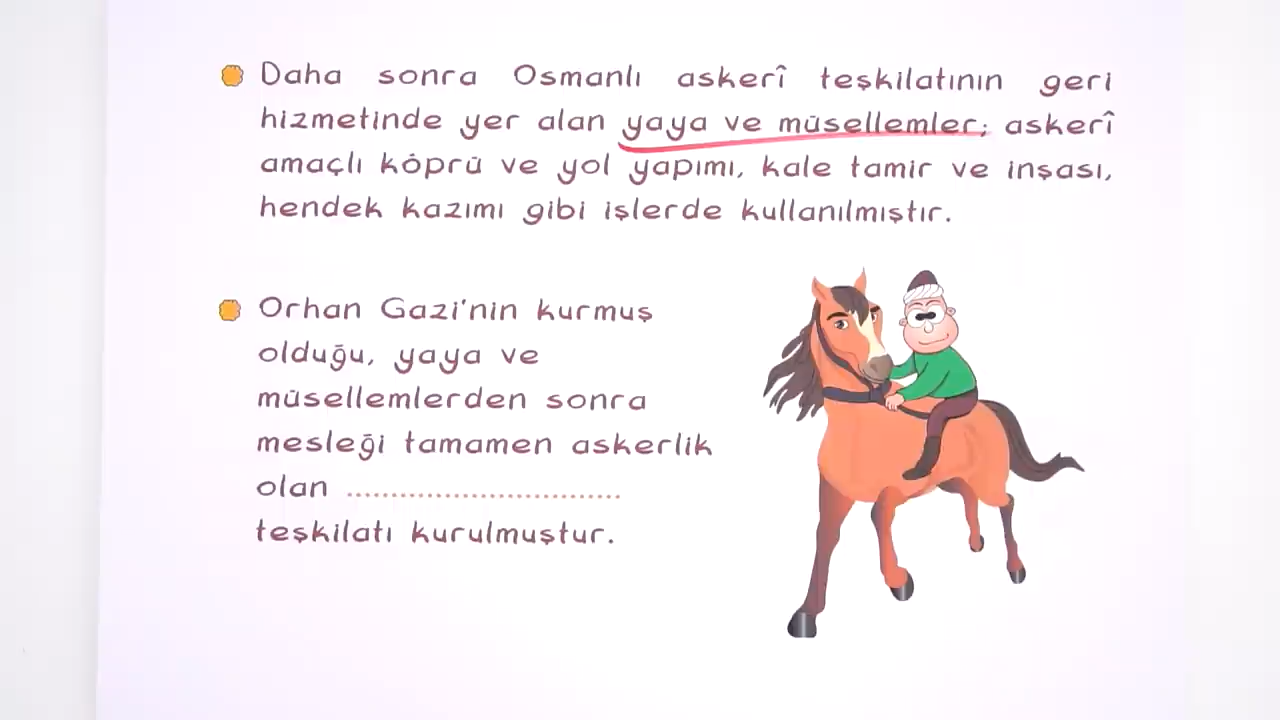 Daha sonra Osmanlı askerî teşkilatının geri
hizmetinde yer alan yaya ve müsellemler; askerî
amaçlı köprü ve yol yapımı, kale tamir ve inşası,
hendek kazımı gibi işlerde kullanılmıştır.
Orhan Gazi'nin kurmuş
olduğu, yaya ve
müsellemlerden sonra
mesleği tamamen askerlik
olan ...............................
teşkilatı kurulmuştur.